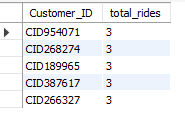 Customer_ID total_rides
CID954071 3
CID268274 3
CID189965 3
CID387617 3
CID266327 3